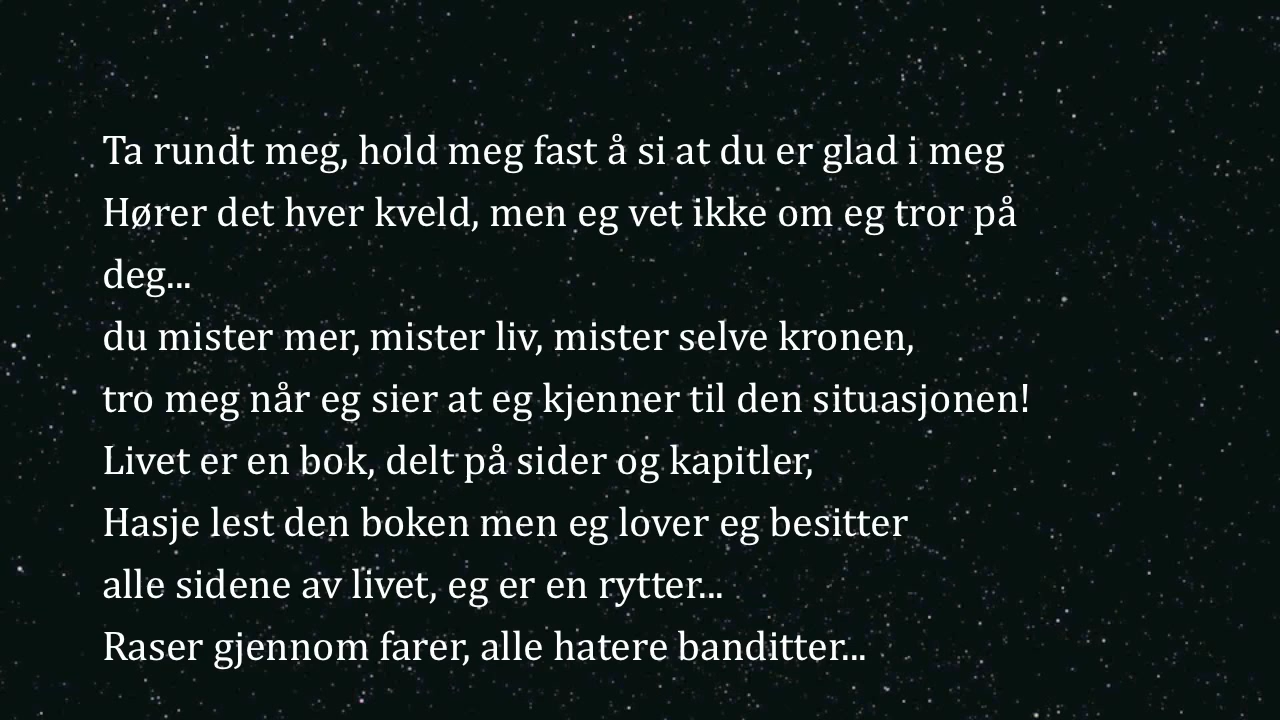 Ta rundt meg, hold meg fast å si at du er glad i meg
Hører det hver kveld, men eg vet ikke om eg tror på
deg...
du mister mer, mister liv, mister selve kronen,
tro meg når eg sier at eg kjenner til den situasjonen!
Livet er en bok, delt på sider og kapitler,
Hasje lest den boken men eg lover eg besitter
alle sidene av livet, eg er en rytter...
Raser gjennom farer, alle hatere banditter...